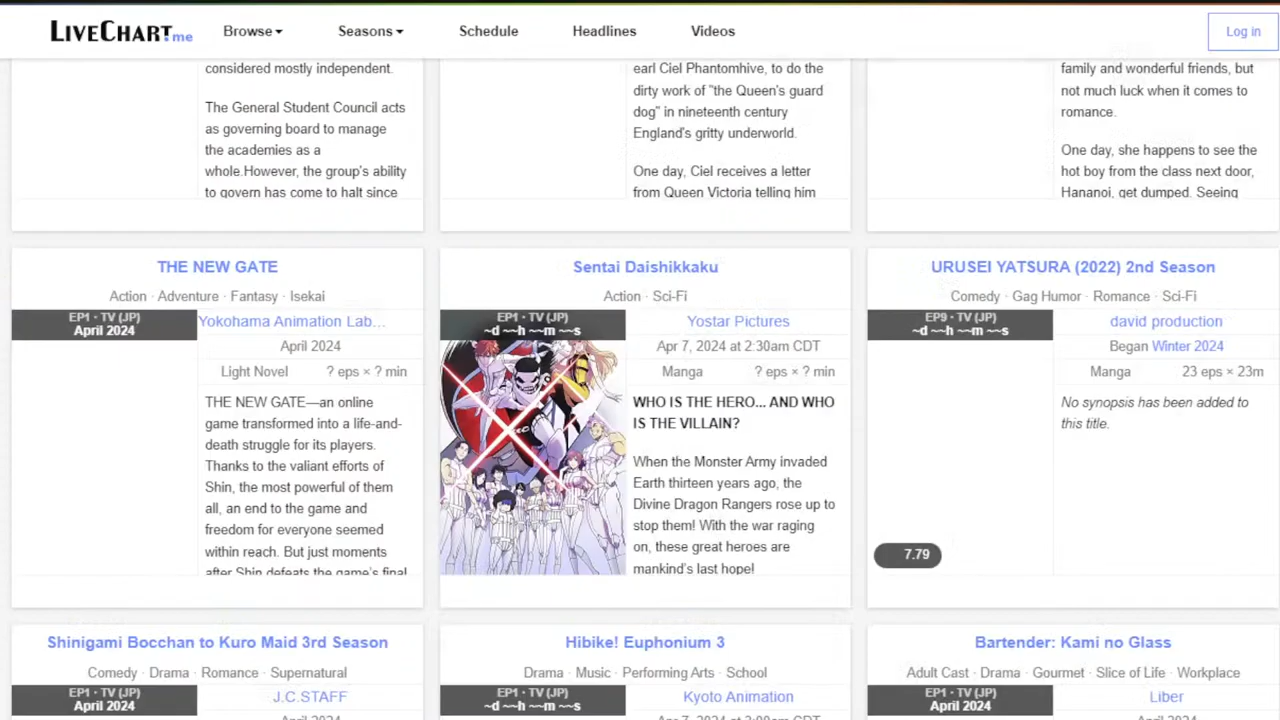 LIVECHART.me
Browse
Seasons
Schedule
Headlines
Videos
Log in
considered mostly independent.
The General Student Council acts
as governing board to manage
the academies as a
whole.However, the group's ability
to govern has come to halt since
earl Ciel Phantomhive, to do the
dirty work of "the Queen's guard
dog" in nineteenth century
England's gritty underworld.
One day, Ciel receives a letter
from Queen Victoria telling him
family and wonderful friends, but
not much luck when it comes to
romance.
One day, she happens to see the
hot boy from the class next door,
Hananoi, get dumped. Seeing
THE NEW GATE
Action · Adventure · Fantasy · Isekai
EP1 · TV (JP)
April 2024
Yokohama Animation Lab...
April 2024
Light Novel
? eps × ? min
THE NEW GATE—an online
game transformed into a life-and-
death struggle for its players.
Thanks to the valiant efforts of
Shin, the most powerful of them
all, an end to the game and
freedom for everyone seemed
within reach. But just moments
after Shin defeats the game's final
Sentai Daishikkaku
Action · Sci-Fi
EP1 · TV (JP)
~d ~~h ~~m ~~s
Yostar Pictures
Apr 7, 2024 at 2:30am CDT
Manga
? eps × ? min
WHO IS THE HERO... AND WHO
IS THE VILLAIN?
When the Monster Army invaded
Earth thirteen years ago, the
Divine Dragon Rangers rose up to
stop them! With the war raging
on, these great heroes are
mankind's last hope!
URUSEI YATSURA (2022) 2nd Season
Comedy · Gag Humor · Romance · Sci-Fi
EP9 · TV (JP)
~d ~~h ~~m ~~s
david production
Began Winter 2024
Manga
23 eps × 23m
No synopsis has been added to
this title.
7.79
Shinigami Bocchan to Kuro Maid 3rd Season
Comedy · Drama · Romance · Supernatural
EP1 · TV (JP)
April 2024
J.C.STAFF
April 2024
Hibike! Euphonium 3
Drama · Music · Performing Arts · School
EP1 · TV (JP)
~d ~~h ~~m ~~s
Kyoto Animation
Bartender: Kami no Glass
Adult Cast · Drama · Gourmet · Slice of Life · Workplace
EP1 · TV (JP)
April 2024
Liber
April 2024